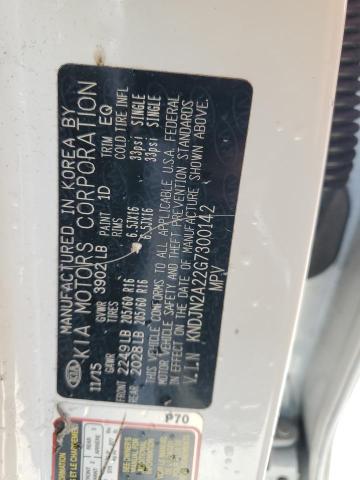 MANUFACTURED IN KOREA BY
KIA KIA MOTORS CORPORATION
11/15 GVWR 3902LB PAINT 1D TRIM EQ
TIRES RIMS COLD TIRE INFL
FRONT 2249LB 205/60 R16 6.5JX16 33psi SINGLE
REAR 2028LB 205/60 R16 6.5JX16 33psi SINGLE
THIS VEHICLE CONFORMS TO ALL APPLICABLE U.S.A. FEDERAL
MOTOR VEHICLE SAFETY AND THEFT PREVENTION STANDARDS
IN EFFECT ON THE DATE OF MANUFACTURE SHOWN ABOVE.
V.I.N KNDJN2A22G7300142
MPV
P70